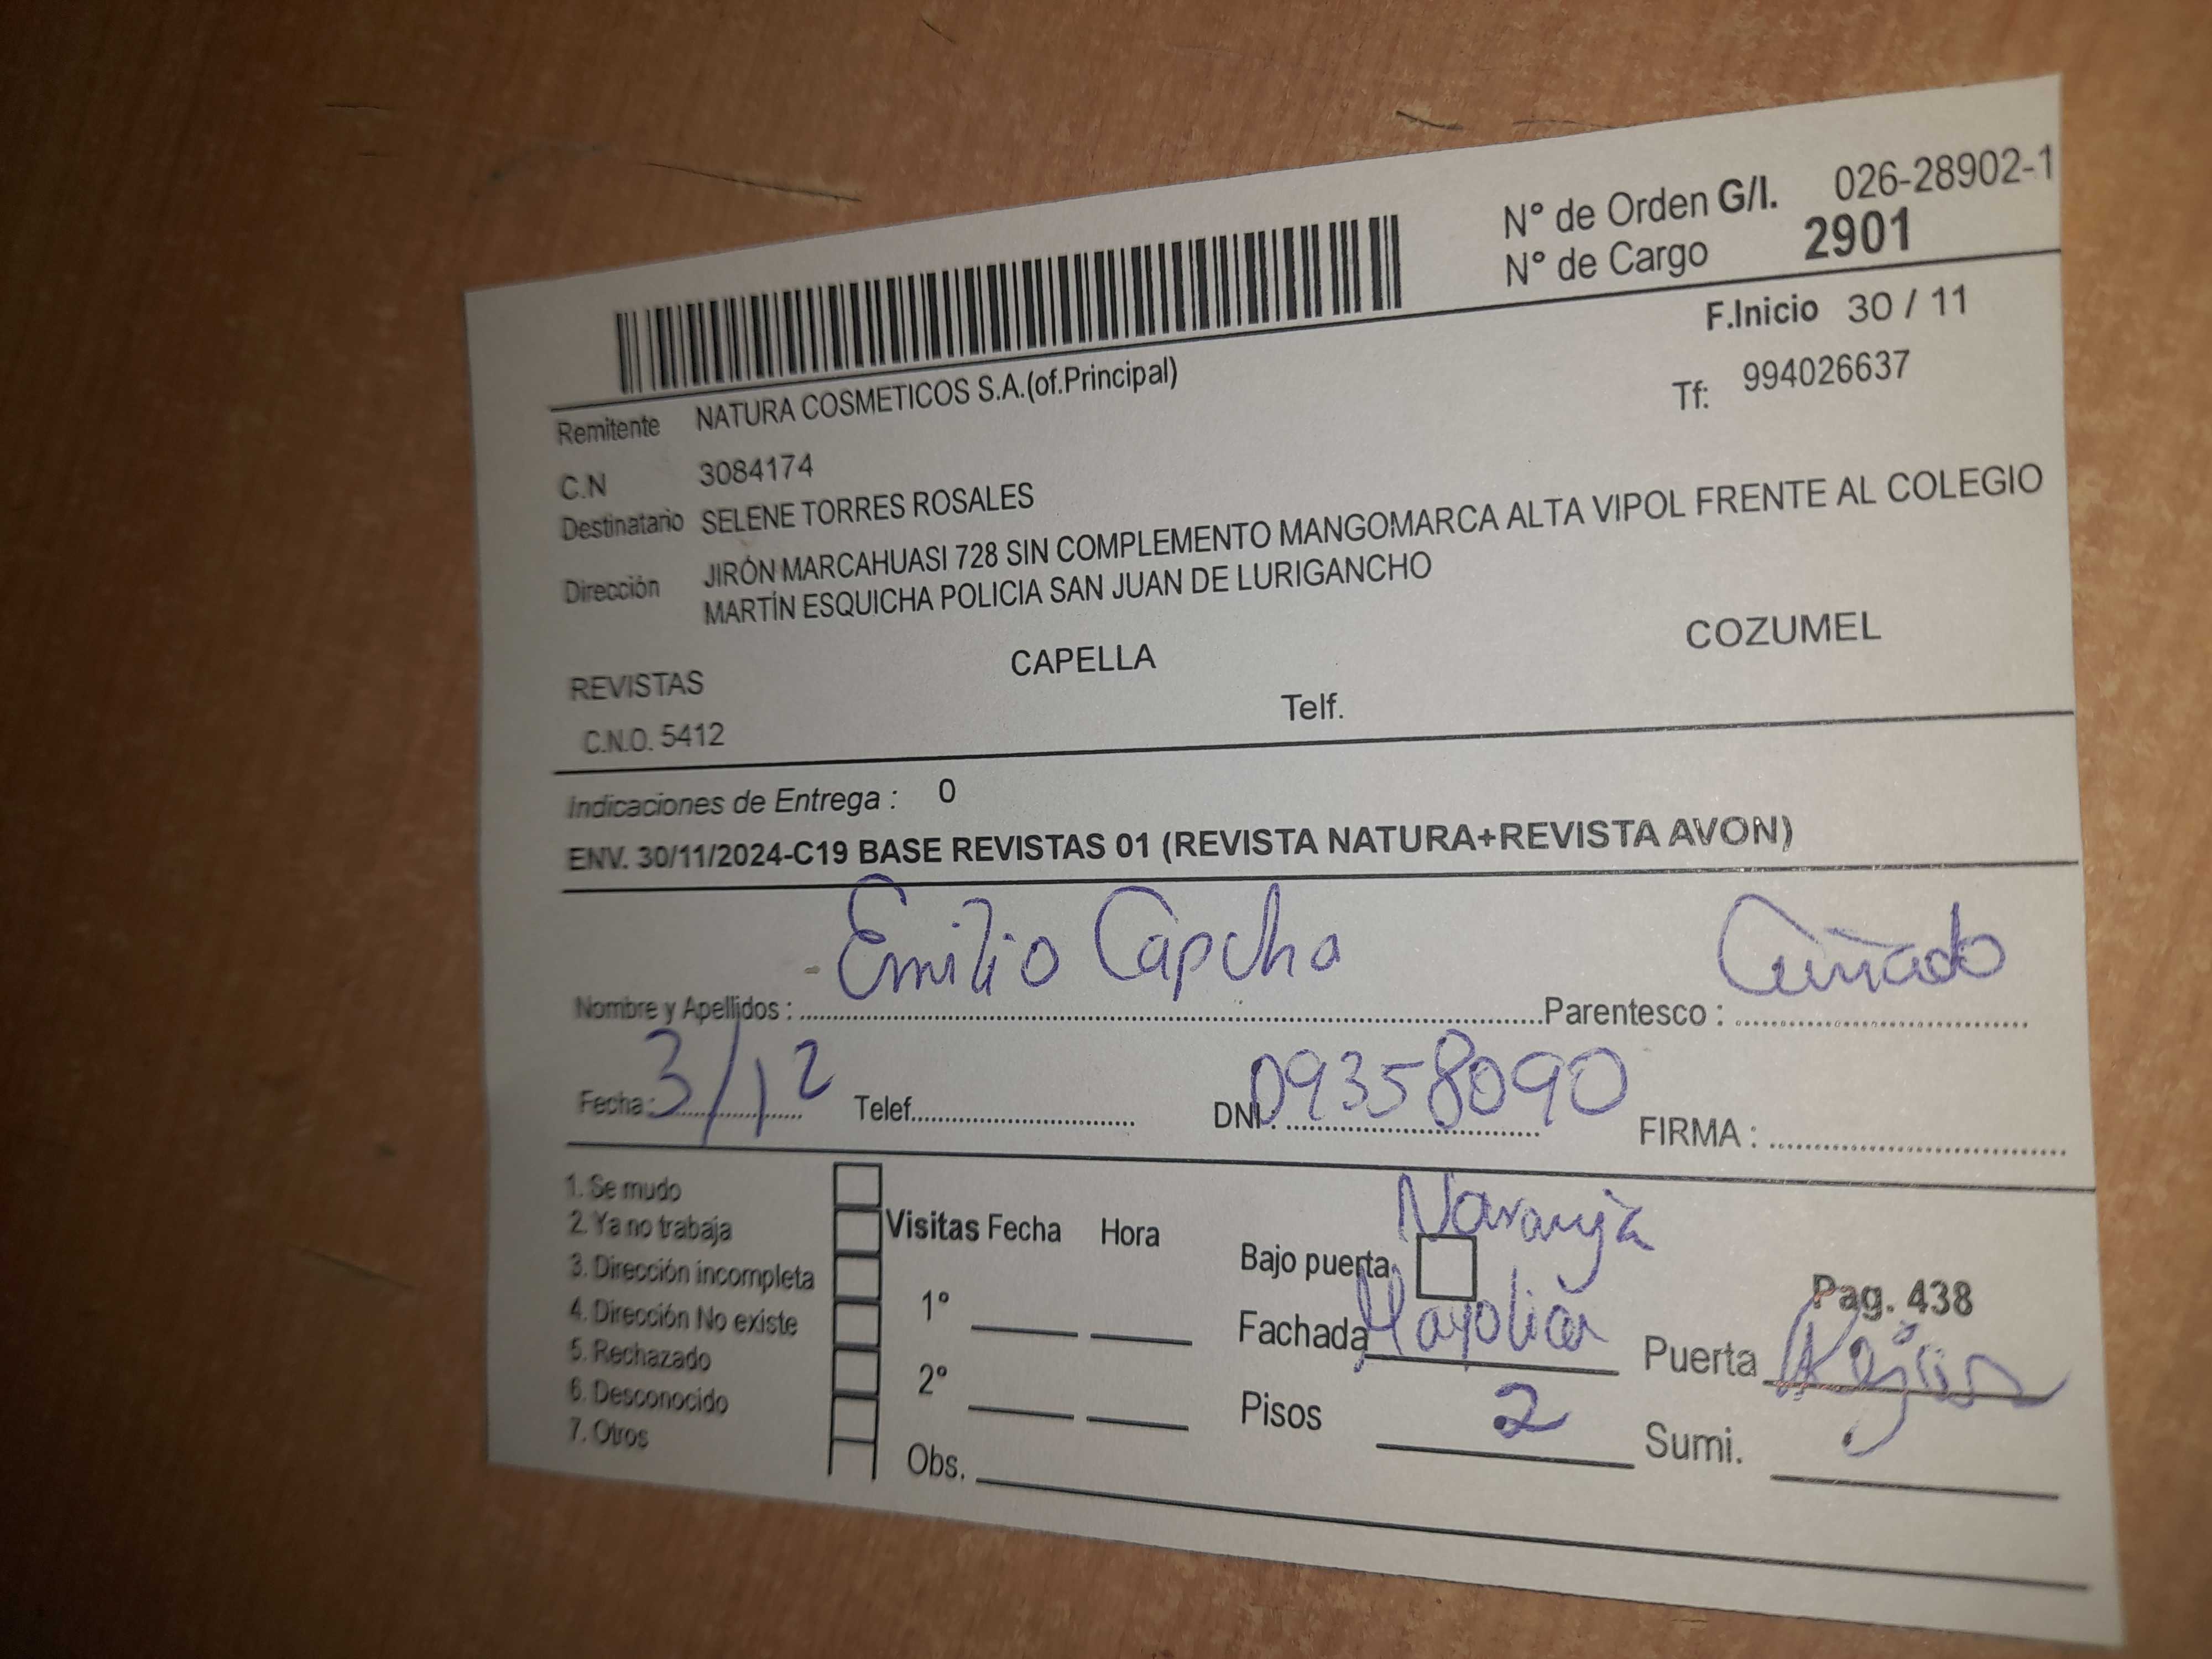 N° de Orden G/I. 026-28902-1
N° de Cargo 2901
F.Inicio 30 / 11
Remitente NATURA COSMETICOS S.A.(of.Principal)
Tf: 994026637
C.N 3084174
Destinatario SELENE TORRES ROSALES
Dirección JIRÓN MARCAHUASI 728 SIN COMPLEMENTO MANGOMARCA ALTA VIPOL FRENTE AL COLEGIO
MARTÍN ESQUICHA POLICIA SAN JUAN DE LURIGANCHO
REVISTAS CAPELLA COZUMEL
C.N.O. 5412 Telf.
Indicaciones de Entrega : 0
ENV. 30/11/2024-C19 BASE REVISTAS 01 (REVISTA NATURA+REVISTA AVON)
Nombre y Apellidos : Emilio Capcha Parentesco : Cuñado
Fecha: 3/12 Telef. DNI: 09358090 FIRMA :
1. Se mudo
2. Ya no trabaja
3. Dirección incompleta
4. Dirección No existe
5. Rechazado
6. Desconocido
7. Otros
Visitas Fecha Hora
1°
2°
Obs.
Naranja
Bajo puerta
Fachada Mayolica
Pisos 2
Pag. 438
Puerta Rejas
Sumi.